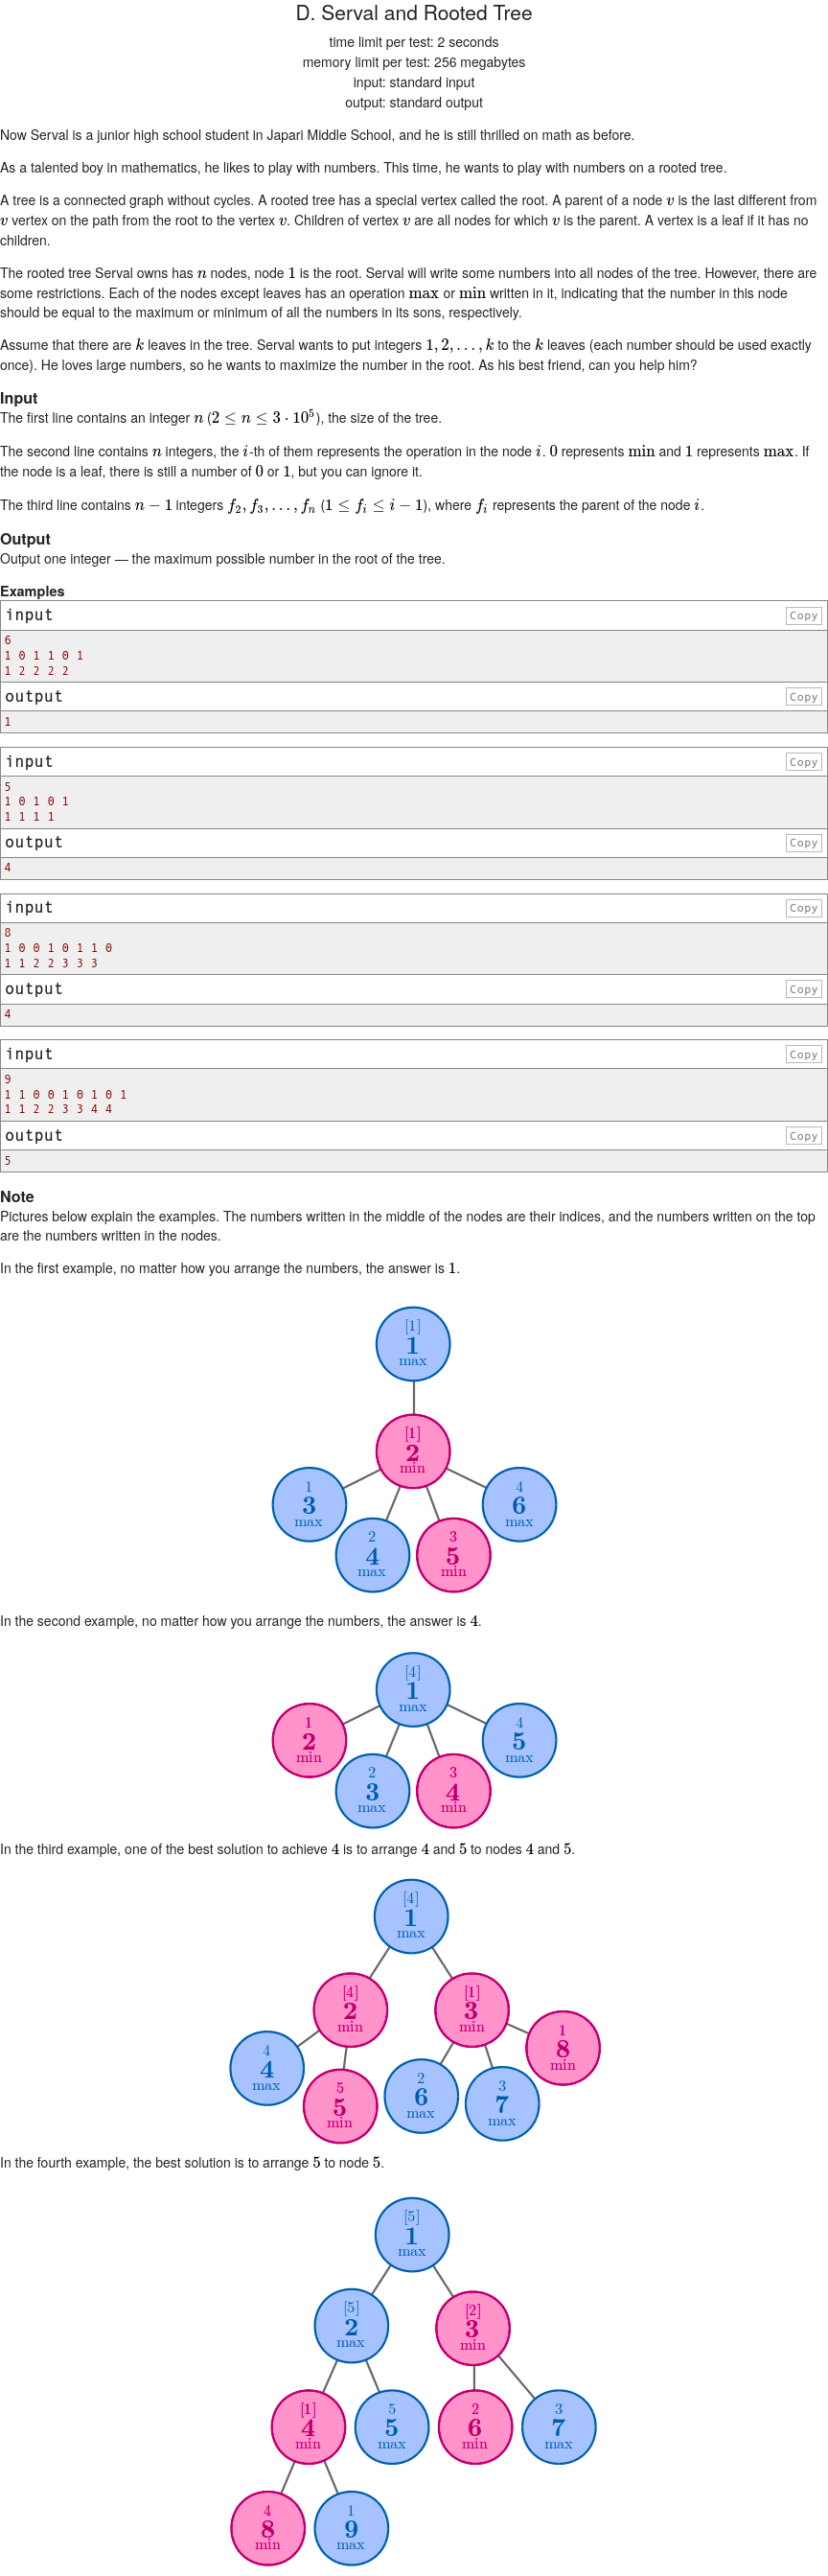 D. Serval and Rooted Tree
time limit per test: 2 seconds
memory limit per test: 256 megabytes
input: standard input
output: standard output
Now Serval is a junior high school student in Japari Middle School, and he is still thrilled on math as before.
As a talented boy in mathematics, he likes to play with numbers. This time, he wants to play with numbers on a rooted tree.
A tree is a connected graph without cycles. A rooted tree has a special vertex called the root. A parent of a node v is the last different from
v vertex on the path from the root to the vertex v. Children of vertex v are all nodes for which v is the parent. A vertex is a leaf if it has no
children.
The rooted tree Serval owns has n nodes, node 1 is the root. Serval will write some numbers into all nodes of the tree. However, there are
some restrictions. Each of the nodes except leaves has an operation max or min written in it, indicating that the number in this node
should be equal to the maximum or minimum of all the numbers in its sons, respectively.
Assume that there are k leaves in the tree. Serval wants to put integers 1, 2, …, k to the k leaves (each number should be used exactly
once). He loves large numbers, so he wants to maximize the number in the root. As his best friend, can you help him?
Input
The first line contains an integer n (2 ≤ n ≤ 3 · 10⁵), the size of the tree.
The second line contains n integers, the i-th of them represents the operation in the node i. 0 represents min and 1 represents max. If
the node is a leaf, there is still a number of 0 or 1, but you can ignore it.
The third line contains n − 1 integers f₂, f₃, …, fₙ (1 ≤ fᵢ ≤ i − 1), where fᵢ represents the parent of the node i.
Output
Output one integer — the maximum possible number in the root of the tree.
Examples
input Copy
6
1 0 1 1 0 1
1 2 2 2 2
output Copy
1
input Copy
5
1 0 1 0 1
1 1 1 1
output Copy
4
input Copy
8
1 0 0 1 0 1 1 0
1 1 2 2 3 3 3
output Copy
4
input Copy
9
1 1 0 0 1 0 1 0 1
1 1 2 2 3 3 4 4
output Copy
5
Note
Pictures below explain the examples. The numbers written in the middle of the nodes are their indices, and the numbers written on the top
are the numbers written in the nodes.
In the first example, no matter how you arrange the numbers, the answer is 1.
[1]
1
max
[1]
2
min
1
3
max
2
4
max
3
5
min
4
6
max
In the second example, no matter how you arrange the numbers, the answer is 4.
[4]
1
max
1
2
min
2
3
max
3
4
min
4
5
max
In the third example, one of the best solution to achieve 4 is to arrange 4 and 5 to nodes 4 and 5.
[4]
1
max
[4]
2
min
[1]
3
min
4
4
max
5
5
min
2
6
max
3
7
max
1
8
min
In the fourth example, the best solution is to arrange 5 to node 5.
[5]
1
max
[5]
2
max
[2]
3
min
[1]
4
min
5
5
max
2
6
min
3
7
max
4
8
min
1
9
max